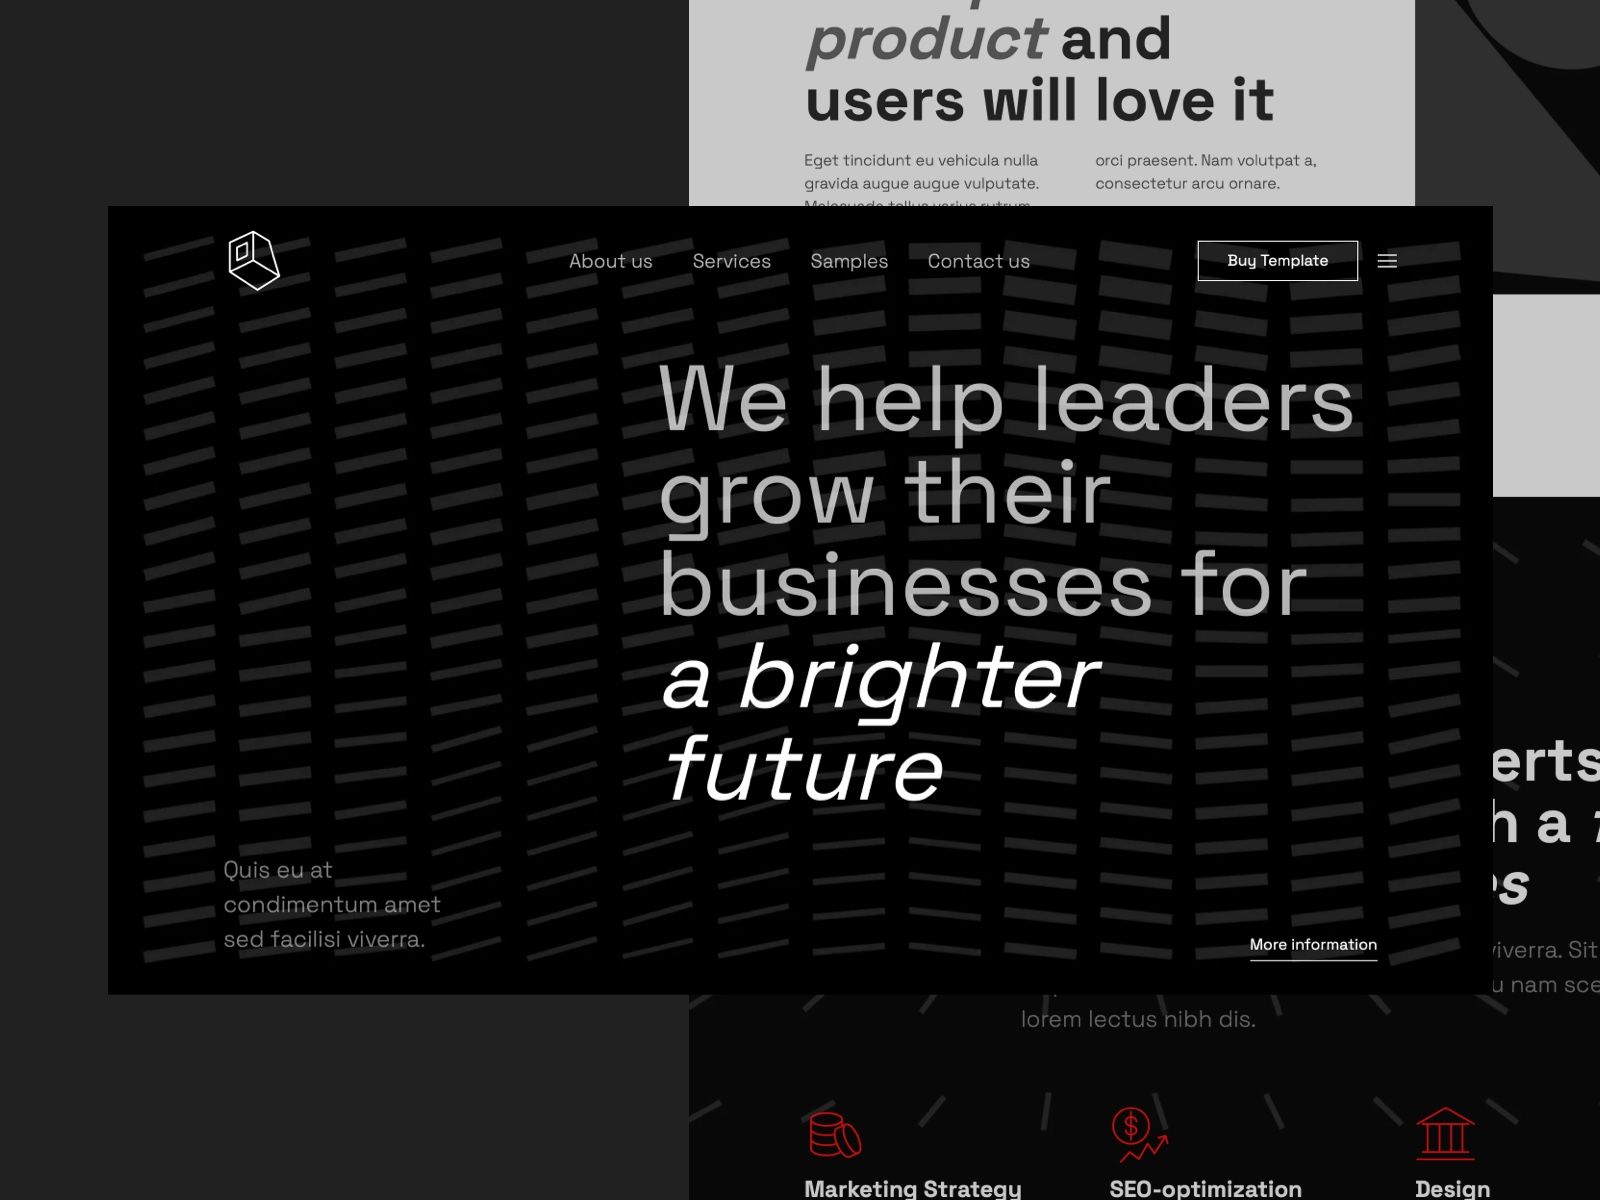 product and
users will love it
Eget tincidunt eu vehicula nulla
gravida augue augue vulputate.
orci praesent. Nam volutpat a,
consectetur arcu ornare.
About us
Services
Samples
Contact us
Buy Template
We help leaders
grow their
businesses for
a brighter
future
Quis eu at
condimentum amet
sed facilisi viverra.
More information
erts
h a
es
viverra. Sit
u nam sce
lorem lectus nibh dis.
Marketing Strategy
SEO-optimization
Design